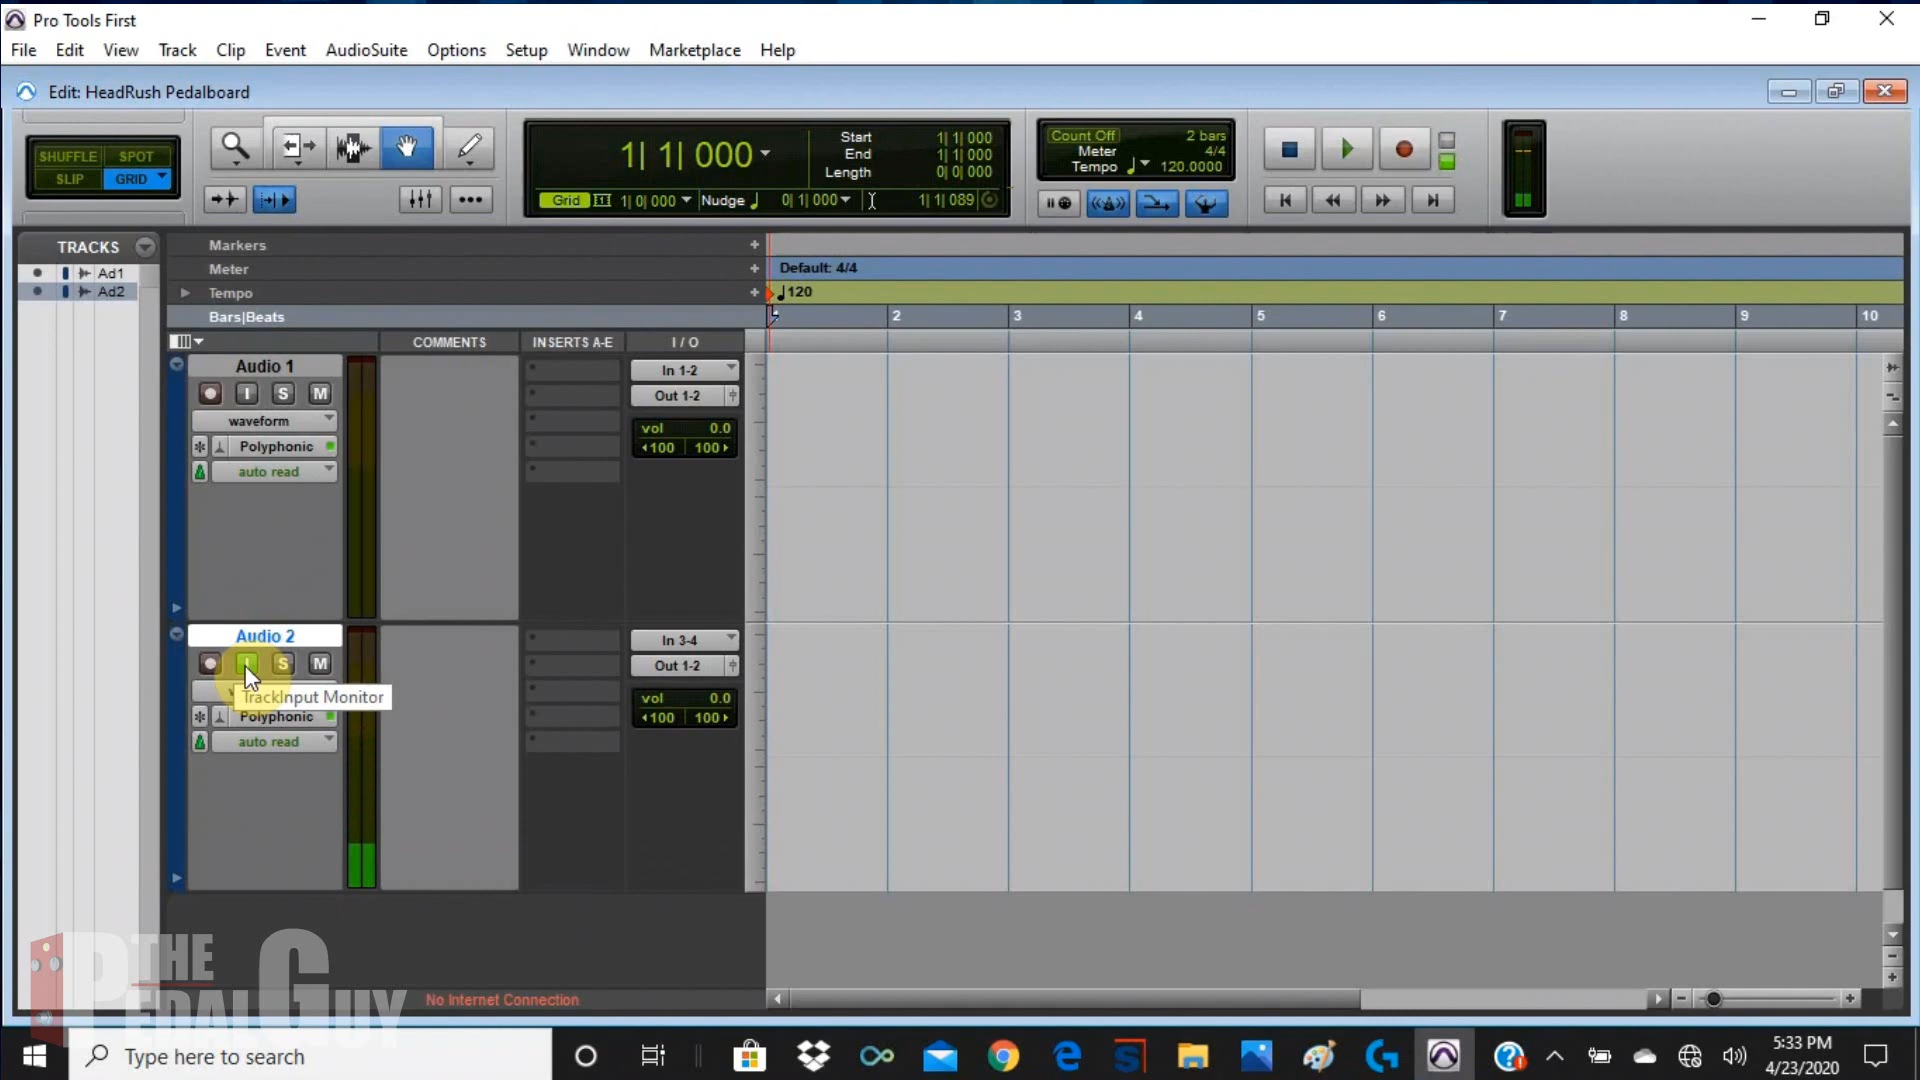 Pro Tools First
File Edit View Track Clip Event AudioSuite Options Setup Window Marketplace Help
Edit: HeadRush Pedalboard
SHUFFLE SPOT
SLIP GRID
1| 1| 000
Start 1| 1| 000
End 1| 1| 000
Length 0| 0| 000
Grid 1| 0| 000 Nudge 0| 1| 000 1| 1| 089
Count Off 2 bars
Meter 4/4
Tempo 120.0000
TRACKS
Ad1
Ad2
Markers
Meter Default: 4/4
Tempo 120
Bars|Beats 2 3 4 5 6 7 8 9 10
COMMENTS INSERTS A-E I / O
Audio 1
I S M
waveform
Polyphonic
auto read
In 1-2
Out 1-2
vol 0.0
100 100
Audio 2
I S M
TrackInput Monitor
Polyphonic
auto read
In 3-4
Out 1-2
vol 0.0
100 100
THE
PEDAL GUY
No Internet Connection
Type here to search
5:33 PM
4/23/2020